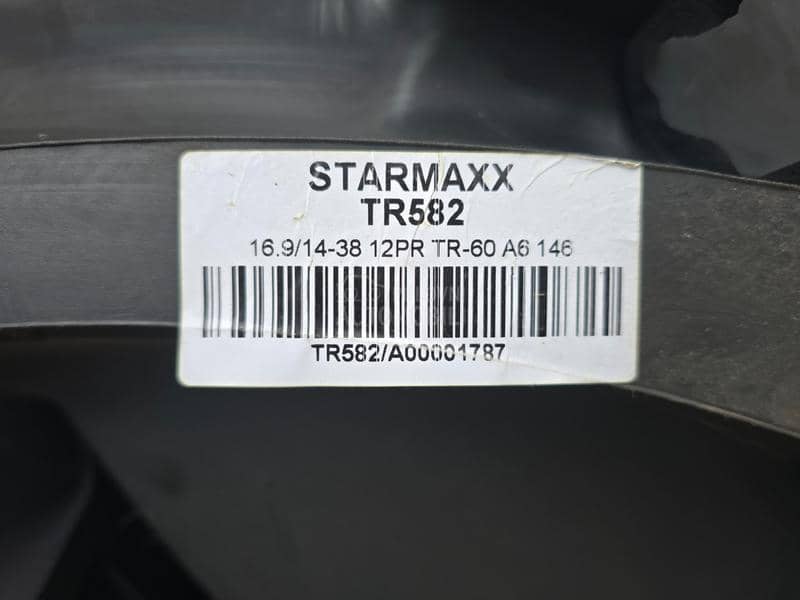 STARMAXX
TR582
16.9/14-38 12PR TR-60 A6 146
TR582/A00001787